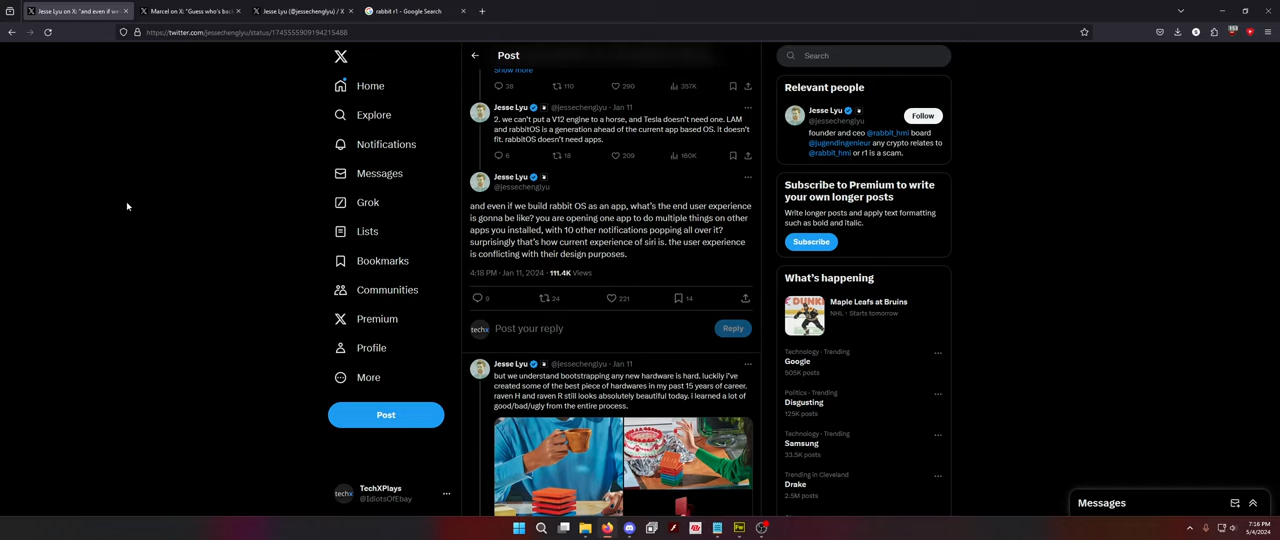 Jesse Lyu on X: "and even if we
Marcel on X: "Guess who's back
Jesse Lyu (@jessechenglyu) / X
rabbit r1 - Google Search
https://twitter.com/jessechenglyu/status/1745555909194215488
Post
Search
Home
Explore
Notifications
Messages
Grok
Lists
Bookmarks
Communities
Premium
Profile
More
Post
TechXPlays
@IdiotsOfEbay
Show more
38 110 290 357K
Jesse Lyu @jessechenglyu · Jan 11
2. we can't put a V12 engine to a horse, and Tesla doesn't need one. LAM
and rabbitOS is a generation ahead of the current app based OS. it doesn't
fit. rabbitOS doesn't need apps.
6 18 209 160K
Jesse Lyu
@jessechenglyu
and even if we build rabbit OS as an app, what's the end user experience
is gonna be like? you are opening one app to do multiple things on other
apps you installed, with 10 other notifications popping all over it?
surprisingly that's how current experience of siri is. the user experience
is conflicting with their design purposes.
4:18 PM · Jan 11, 2024 · 111.4K Views
9 24 221 14
techx Post your reply Reply
Jesse Lyu @jessechenglyu · Jan 11
but we understand bootstrapping any new hardware is hard. luckily i've
created some of the best piece of hardwares in my past 15 years of career.
raven H and raven R still looks absolutely beautiful today. i learned a lot of
good/bad/ugly from the entire process.
Relevant people
Jesse Lyu
@jessechenglyu
Follow
founder and ceo @rabbit_hmi board
@jugendingenieur any crypto relates to
@rabbit_hmi or r1 is a scam.
Subscribe to Premium to write
your own longer posts
Write longer posts and apply text formatting
such as bold and italic.
Subscribe
What's happening
Maple Leafs at Bruins
NHL · Starts tomorrow
Technology · Trending
Google
505K posts
Politics · Trending
Disgusting
125K posts
Technology · Trending
Samsung
33.5K posts
Trending in Cleveland
Drake
2.5M posts
Messages
7:16 PM
5/4/2024